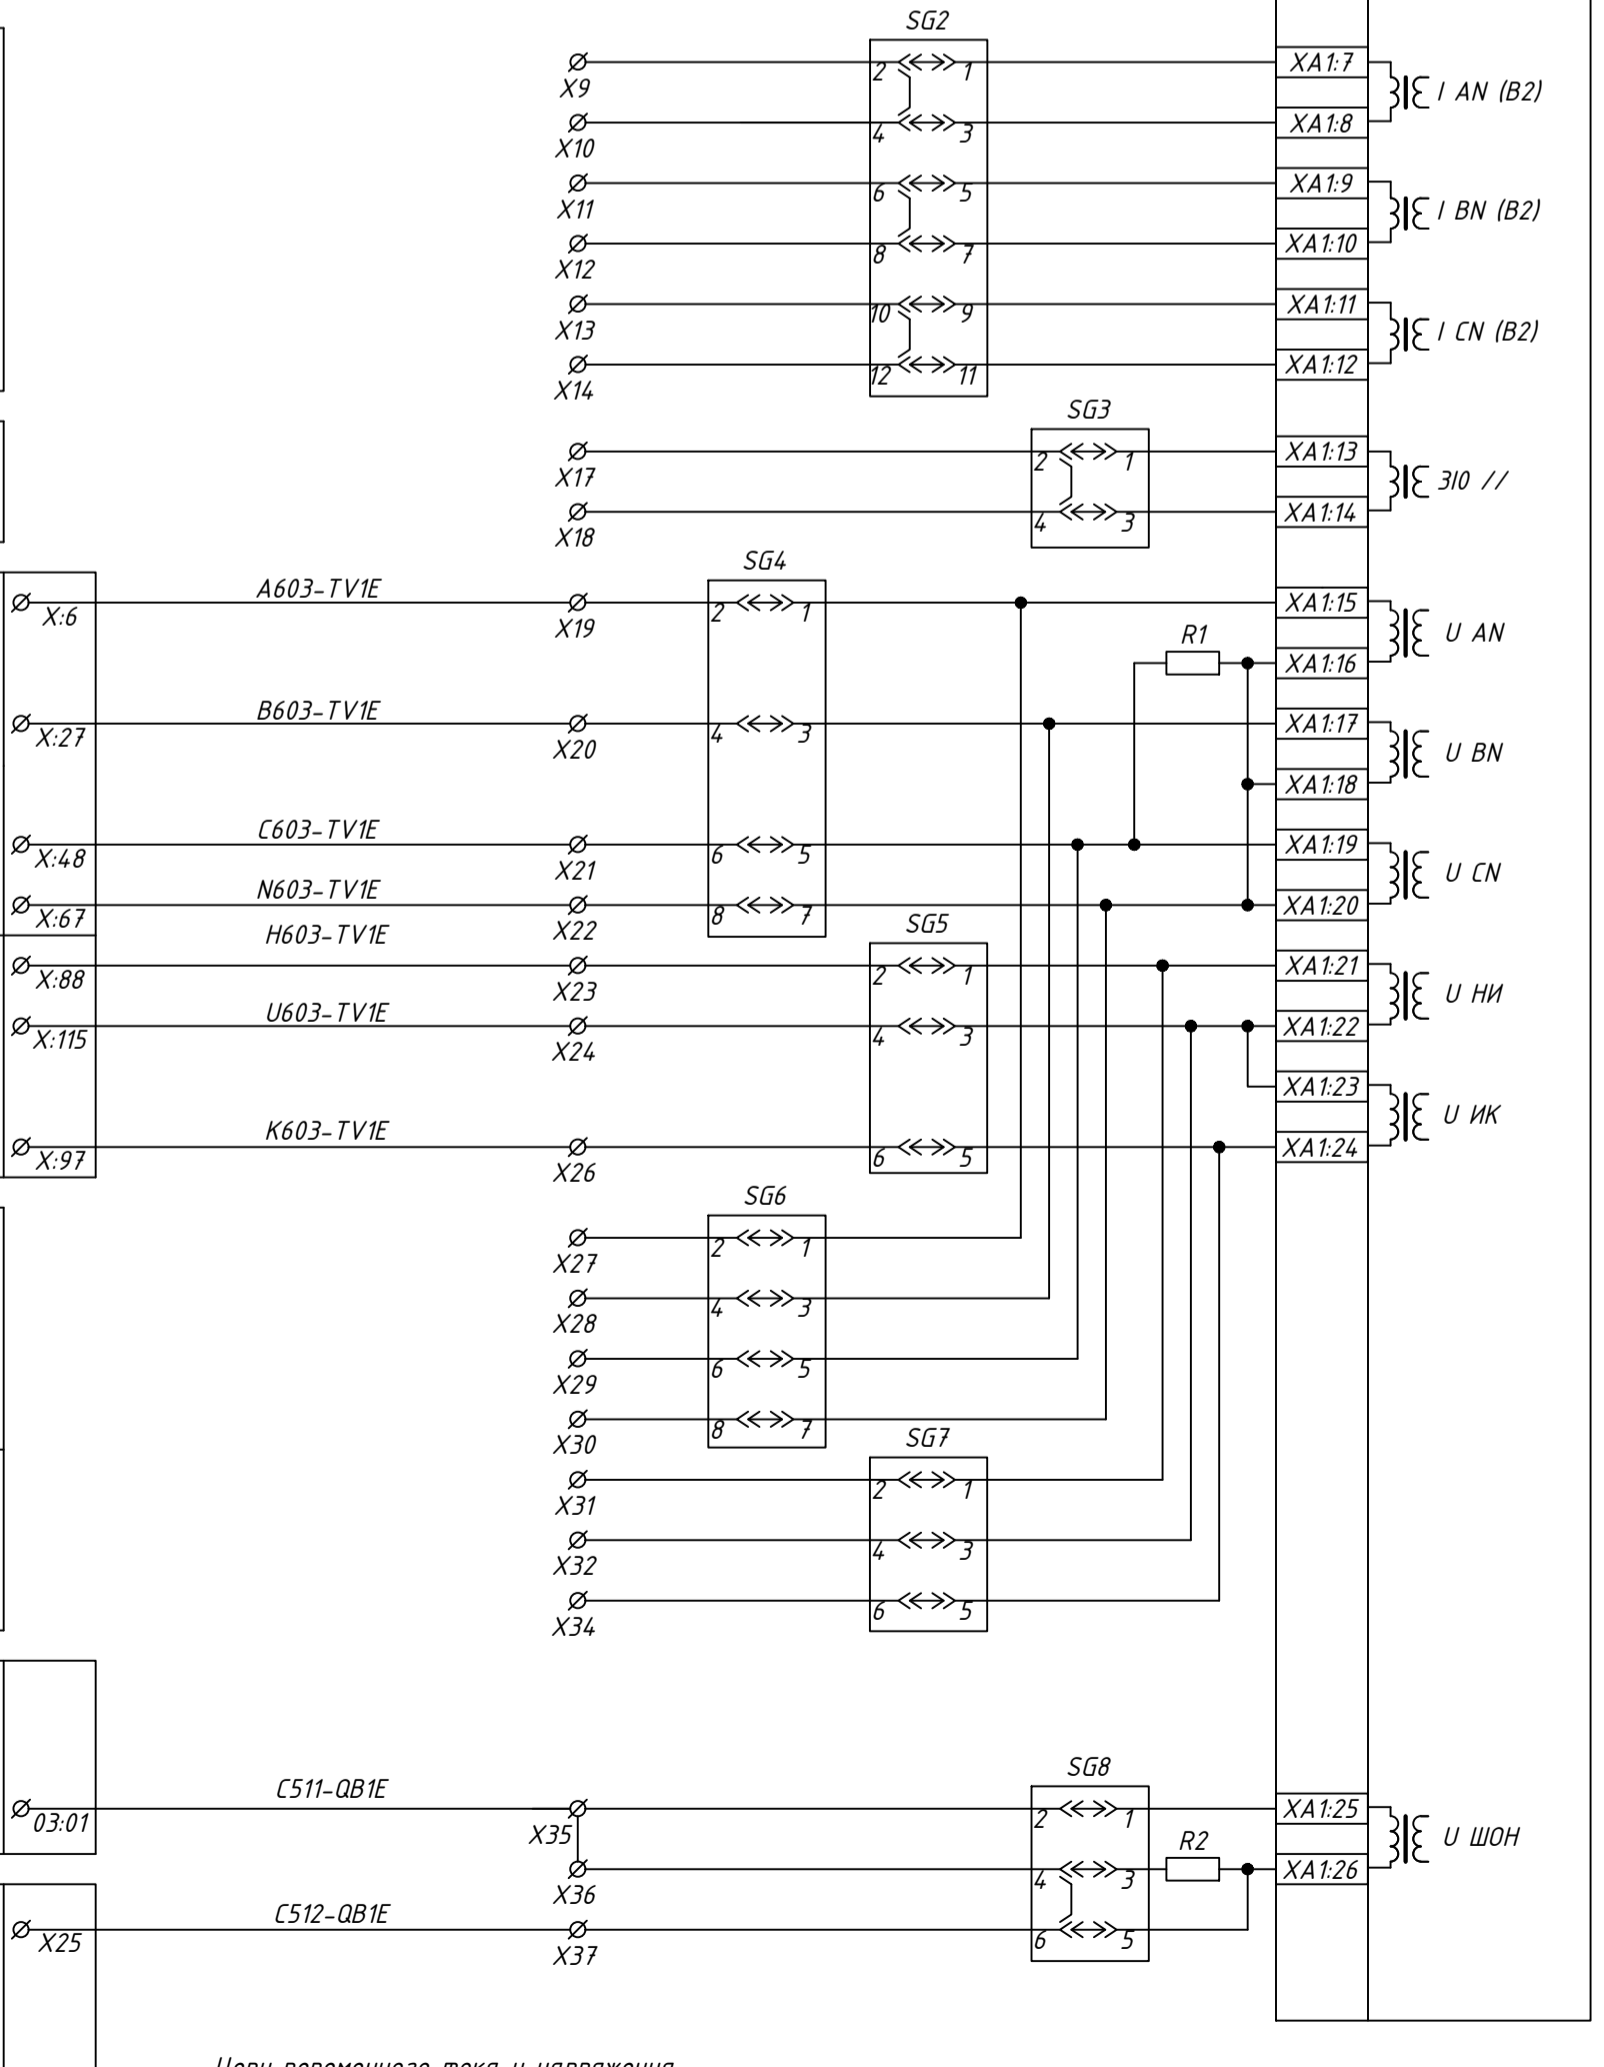 SG2
X9 2 1 XA1:7
I AN (B2)
X10 4 3 XA1:8
X11 6 5 XA1:9
I BN (B2)
X12 8 7 XA1:10
X13 10 9 XA1:11
I CN (B2)
X14 12 11 XA1:12
SG3
X17 2 1 XA1:13
3I0 //
X18 4 3 XA1:14
SG4
X:6 A603-TV1E X19 2 1 XA1:15
U AN
R1 XA1:16
X:27 B603-TV1E X20 4 3 XA1:17
U BN
XA1:18
X:48 C603-TV1E X21 6 5 XA1:19
U CN
X:67 N603-TV1E X22 8 7 XA1:20
SG5
X:88 H603-TV1E X23 2 1 XA1:21
U НИ
X:115 U603-TV1E X24 4 3 XA1:22
XA1:23
U ИК
X:97 K603-TV1E X26 6 5 XA1:24
SG6
X27 2 1
X28 4 3
X29 6 5
X30 8 7
SG7
X31 2 1
X32 4 3
X34 6 5
SG8
03:01 C511-QB1E X35 2 1 XA1:25
U ШОН
X36 4 3 R2 XA1:26
X25 C512-QB1E X37 6 5
Цепи переменного тока и напряжения